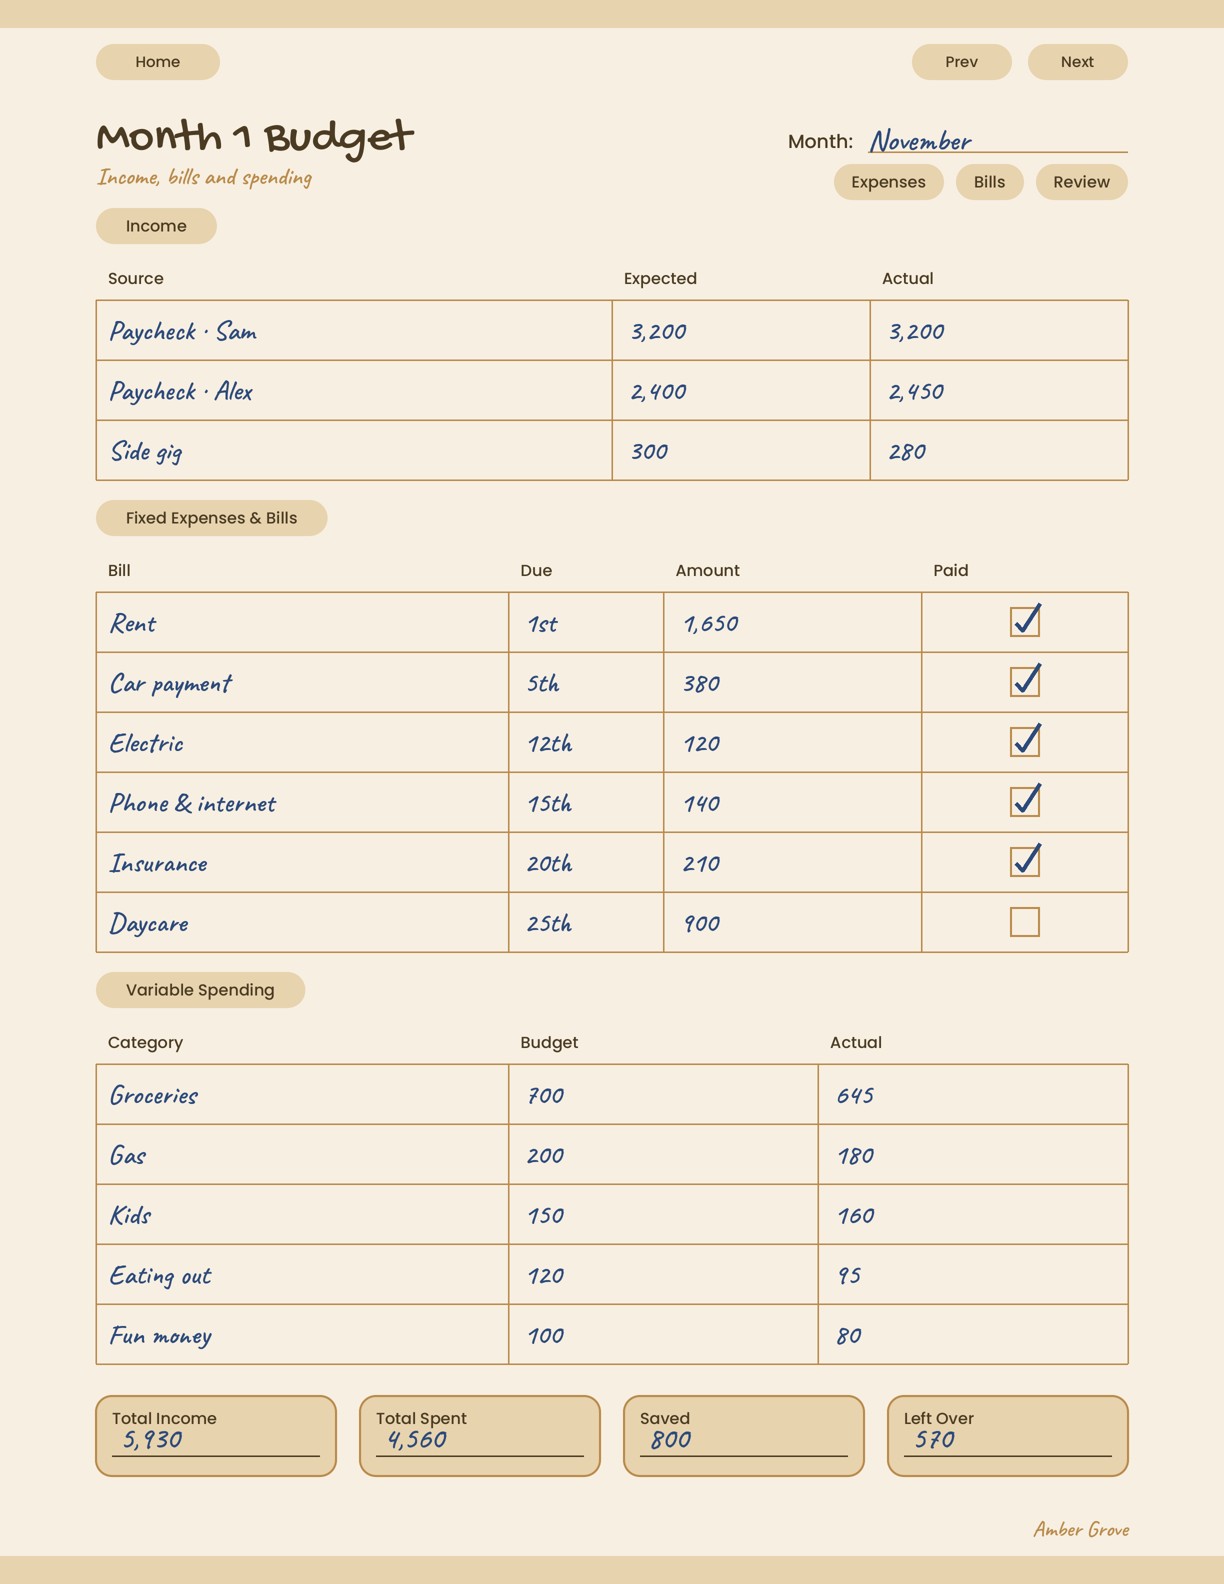 Home Prev Next
Month 1 Budget
Month: November
Income, bills and spending
Expenses Bills Review
Income
Source Expected Actual
Paycheck · Sam 3,200 3,200
Paycheck · Alex 2,400 2,450
Side gig 300 280
Fixed Expenses & Bills
Bill Due Amount Paid
Rent 1st 1,650
Car payment 5th 380
Electric 12th 120
Phone & internet 15th 140
Insurance 20th 210
Daycare 25th 900
Variable Spending
Category Budget Actual
Groceries 700 645
Gas 200 180
Kids 150 160
Eating out 120 95
Fun money 100 80
Total Income Total Spent Saved Left Over
5,930 4,560 800 570
Amber Grove